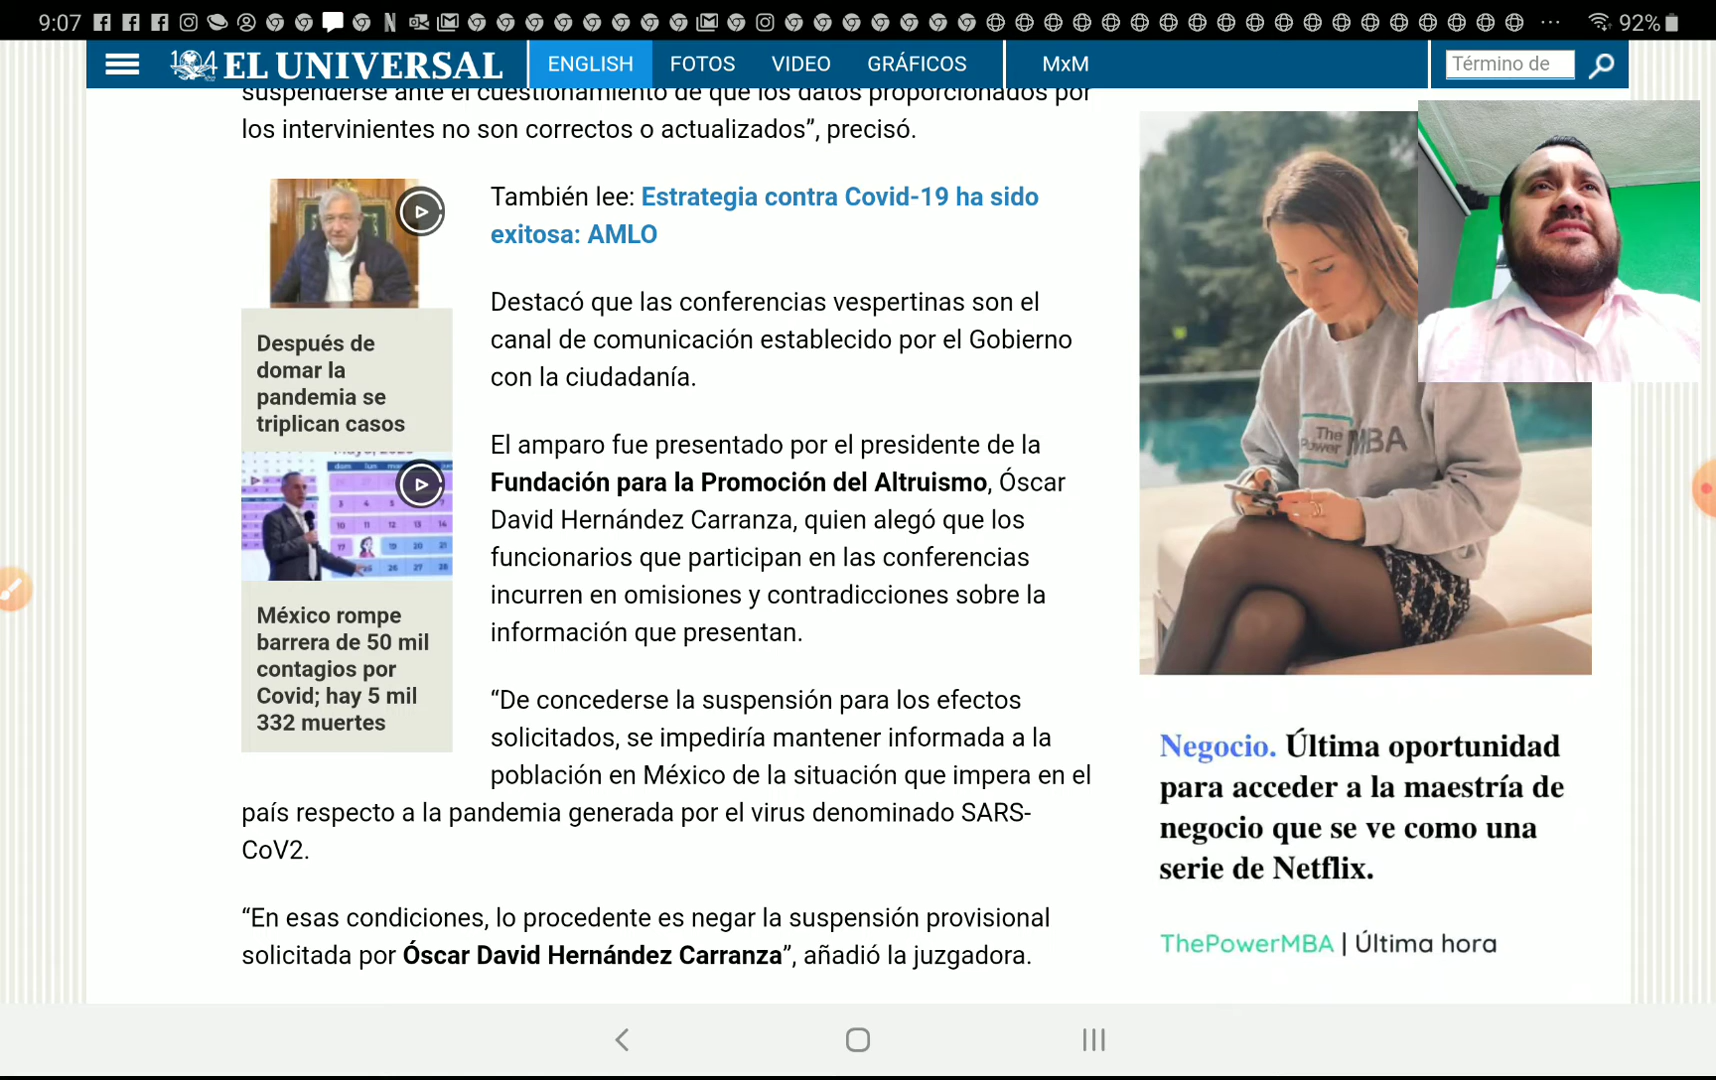 9:07
92%
104 EL UNIVERSAL
ENGLISH
FOTOS
VIDEO
GRÁFICOS
MxM
Término de
suspenderse ante el cuestionamiento de que los datos proporcionados por
los intervinientes no son correctos o actualizados”, precisó.
También lee: Estrategia contra Covid-19 ha sido
exitosa: AMLO
Después de
domar la
pandemia se
triplican casos
México rompe
barrera de 50 mil
contagios por
Covid; hay 5 mil
332 muertes
Destacó que las conferencias vespertinas son el
canal de comunicación establecido por el Gobierno
con la ciudadanía.
El amparo fue presentado por el presidente de la
Fundación para la Promoción del Altruismo, Óscar
David Hernández Carranza, quien alegó que los
funcionarios que participan en las conferencias
incurren en omisiones y contradicciones sobre la
información que presentan.
“De concederse la suspensión para los efectos
solicitados, se impediría mantener informada a la
población en México de la situación que impera en el
país respecto a la pandemia generada por el virus denominado SARS-
CoV2.
“En esas condiciones, lo procedente es negar la suspensión provisional
solicitada por Óscar David Hernández Carranza”, añadió la juzgadora.
The
Power MBA
Negocio. Última oportunidad
para acceder a la maestría de
negocio que se ve como una
serie de Netflix.
ThePowerMBA | Última hora